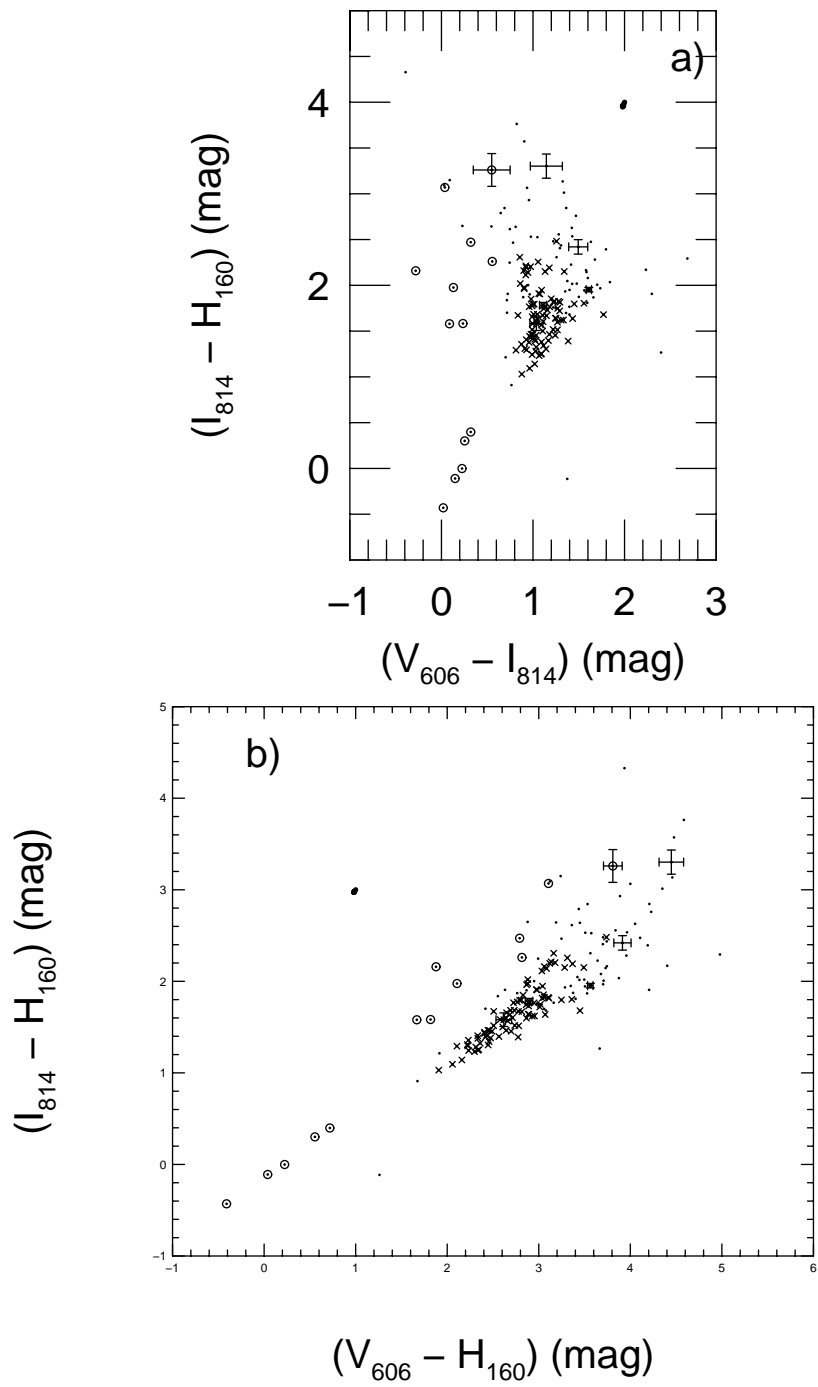 a)
4
2
0
(I814 − H160) (mag)
−1 0 1 2 3
(V606 − I814) (mag)
b)
5
4
3
2
1
0
−1
(I814 − H160) (mag)
−1 0 1 2 3 4 5 6
(V606 − H160) (mag)